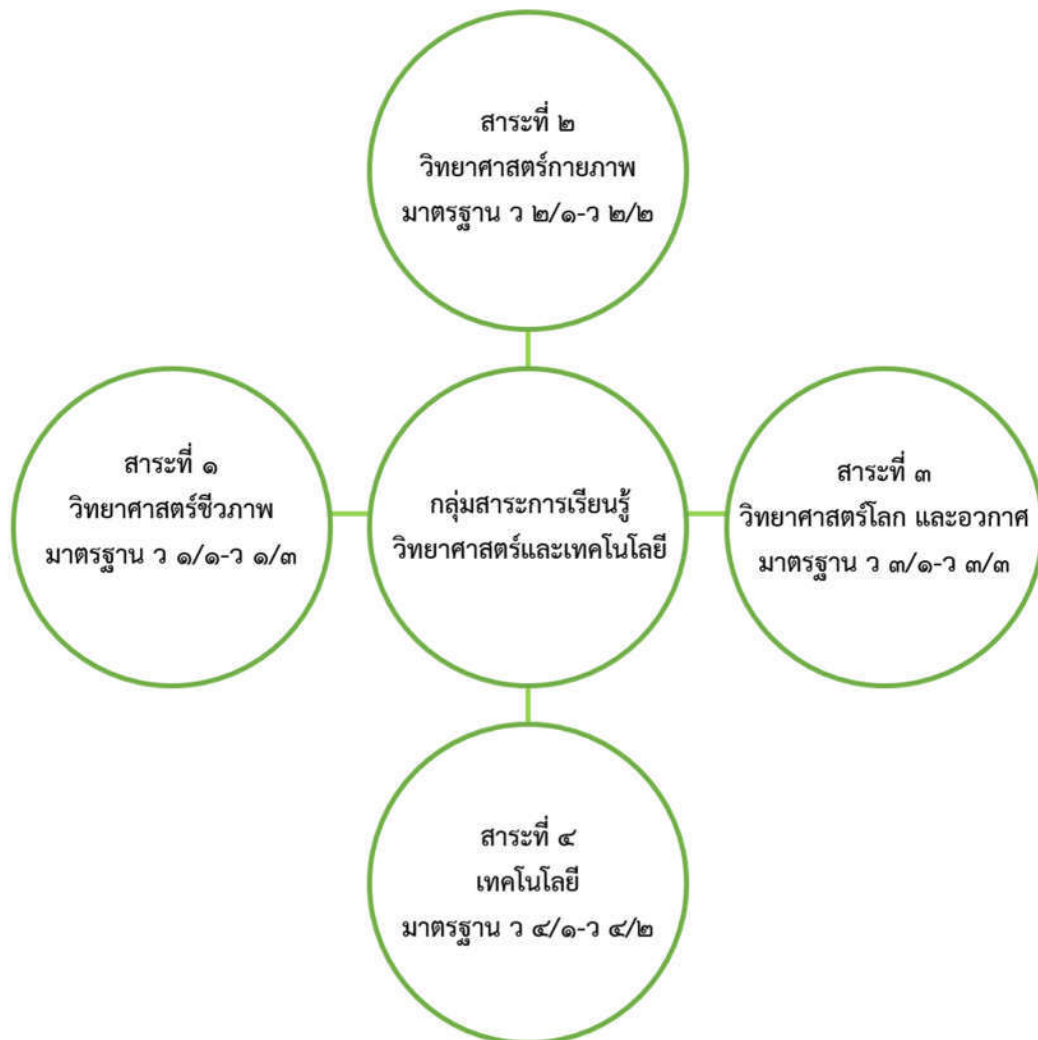 สาระที่ ๒
วิทยาศาสตร์กายภาพ
มาตรฐาน ว ๒/๑-ว ๒/๒
สาระที่ ๑
วิทยาศาสตร์ชีวภาพ
มาตรฐาน ว ๑/๑-ว ๑/๓
กลุ่มสาระการเรียนรู้
วิทยาศาสตร์และเทคโนโลยี
สาระที่ ๓
วิทยาศาสตร์โลก และอวกาศ
มาตรฐาน ว ๓/๑-ว ๓/๓
สาระที่ ๔
เทคโนโลยี
มาตรฐาน ว ๔/๑-ว ๔/๒